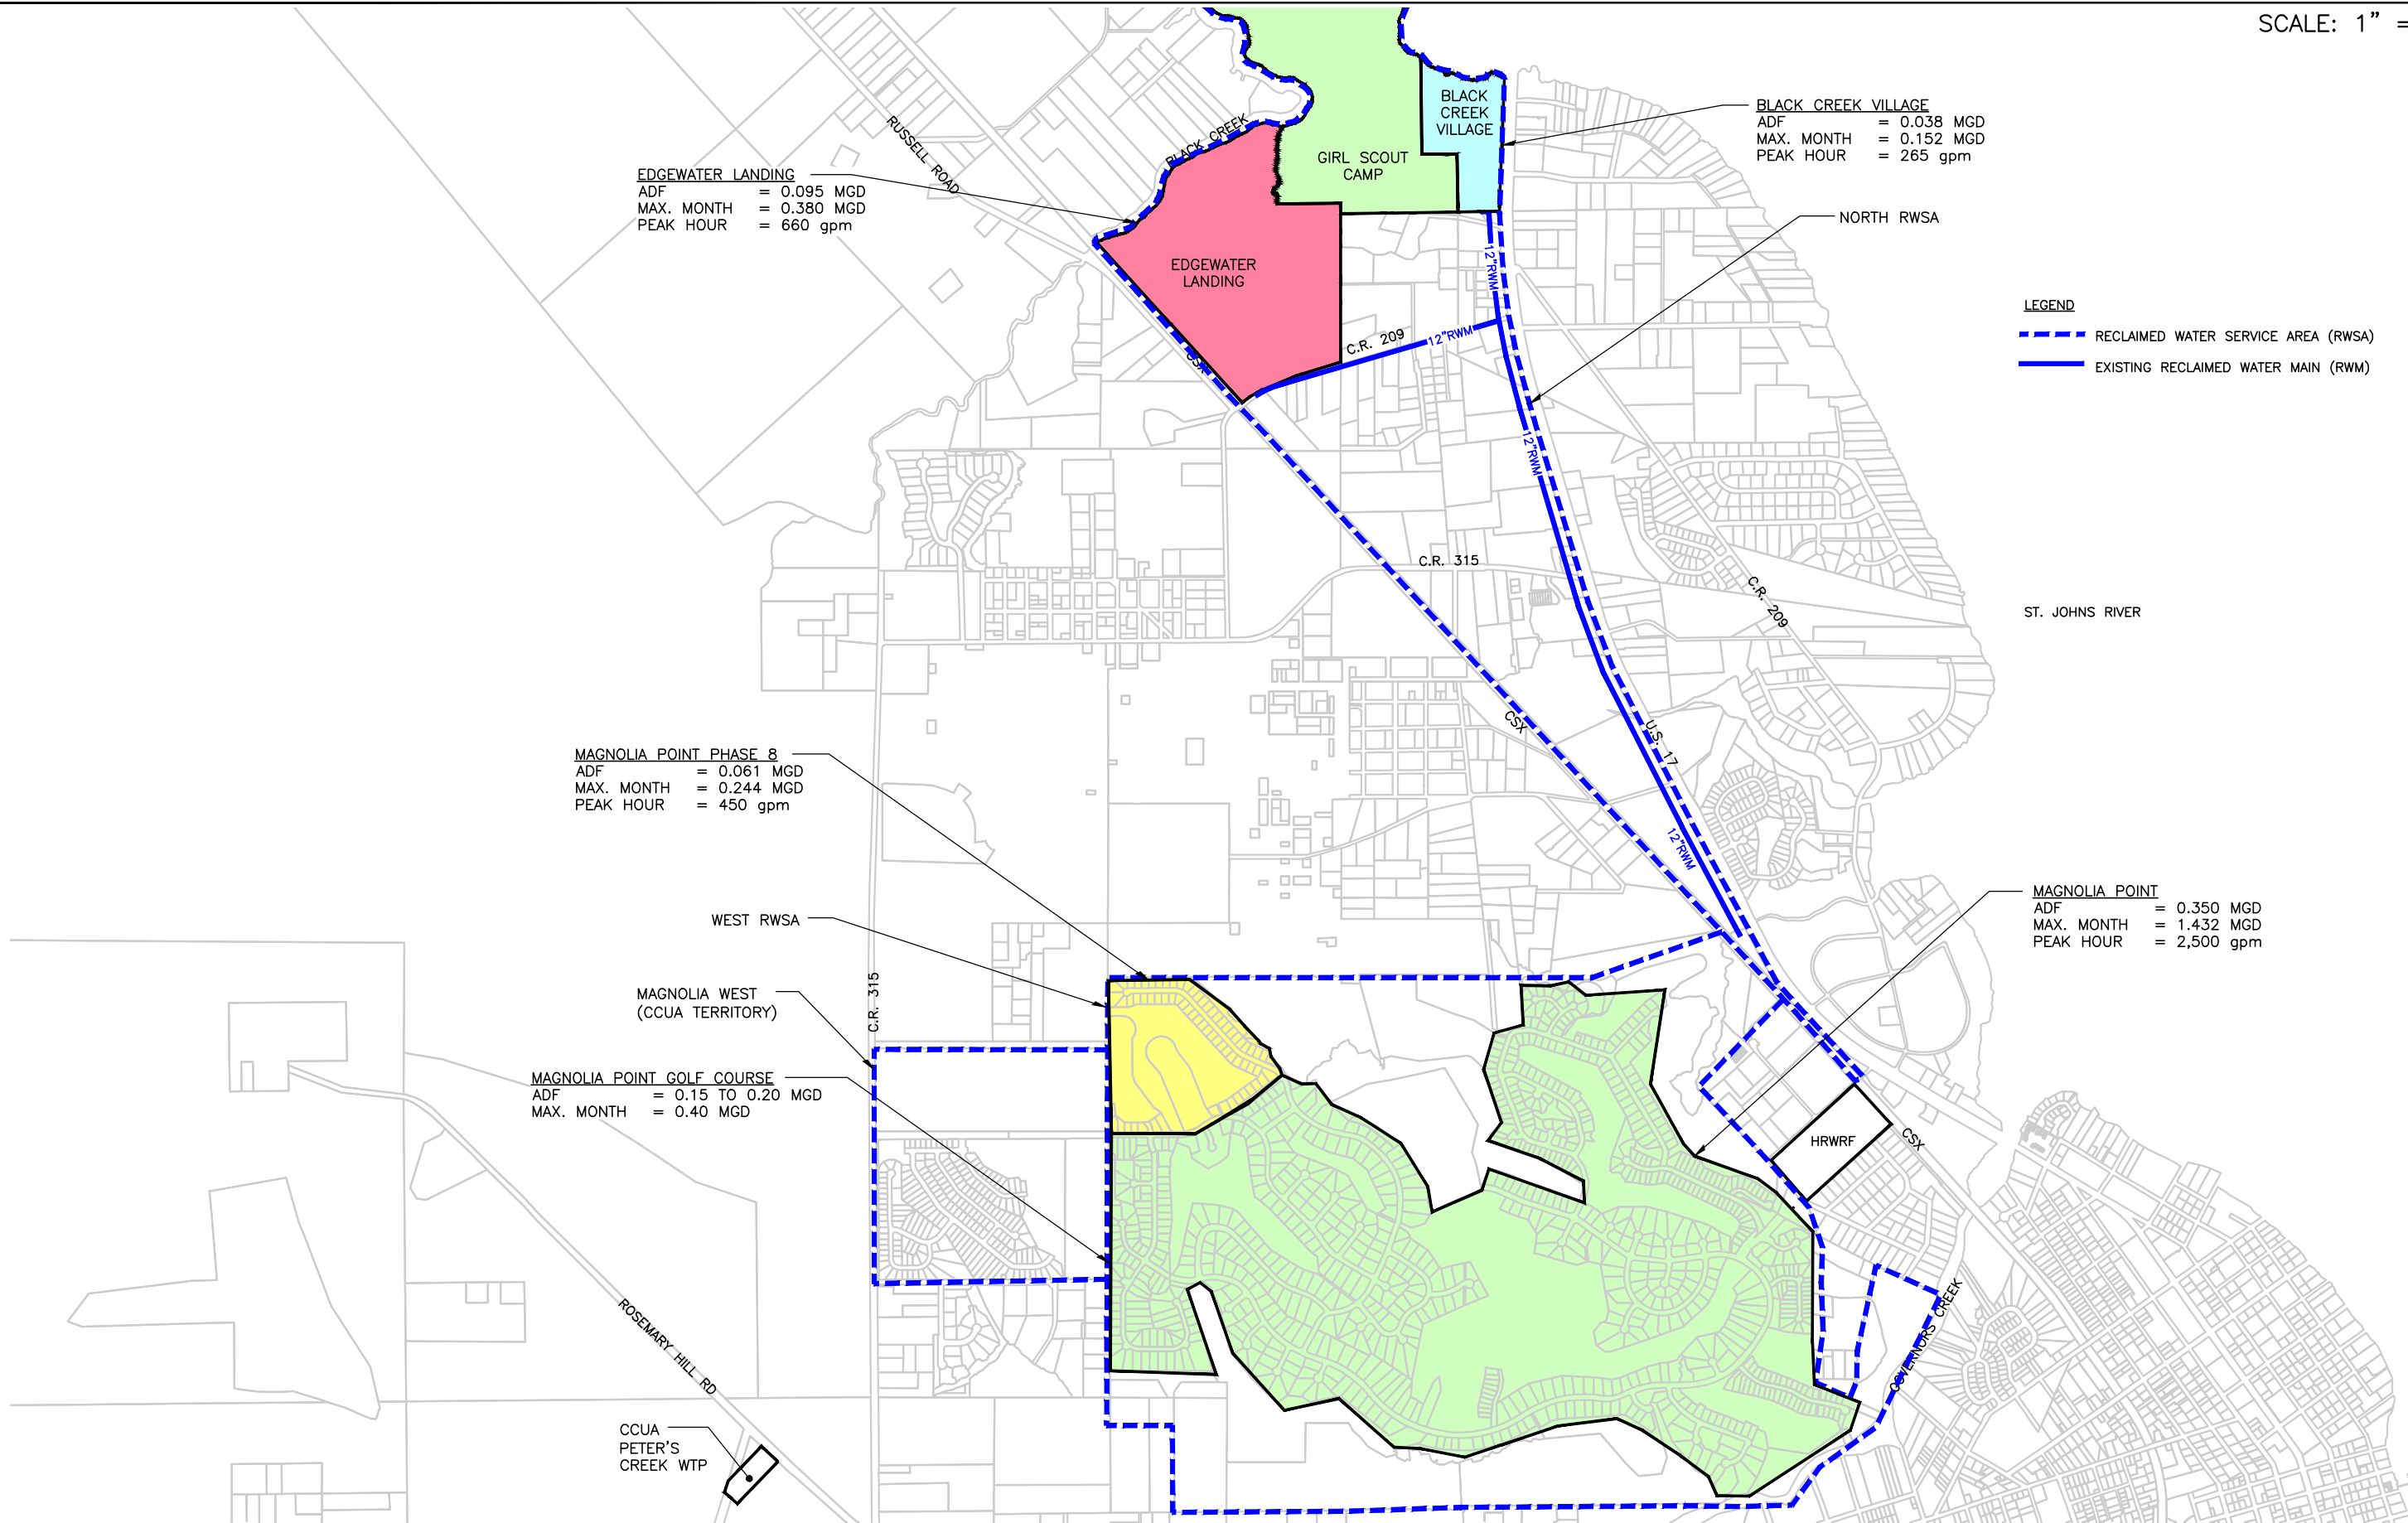 SCALE: 1" =
BLACK CREEK VILLAGE
ADF = 0.038 MGD
MAX. MONTH = 0.152 MGD
PEAK HOUR = 265 gpm
BLACK
CREEK
VILLAGE
RUSSELL ROAD
BLACK CREEK
GIRL SCOUT
CAMP
EDGEWATER LANDING
ADF = 0.095 MGD
MAX. MONTH = 0.380 MGD
PEAK HOUR = 660 gpm
NORTH RWSA
EDGEWATER
LANDING
12"RWM
LEGEND
RECLAIMED WATER SERVICE AREA (RWSA)
EXISTING RECLAIMED WATER MAIN (RWM)
C.R. 209
12"RWM
CSX
12"RWM
C.R. 315
C.R. 209
ST. JOHNS RIVER
CSX
U.S. 17
MAGNOLIA POINT PHASE 8
ADF = 0.061 MGD
MAX. MONTH = 0.244 MGD
PEAK HOUR = 450 gpm
12"RWM
MAGNOLIA POINT
ADF = 0.350 MGD
MAX. MONTH = 1.432 MGD
PEAK HOUR = 2,500 gpm
WEST RWSA
C.R. 315
MAGNOLIA WEST
(CCUA TERRITORY)
MAGNOLIA POINT GOLF COURSE
ADF = 0.15 TO 0.20 MGD
MAX. MONTH = 0.40 MGD
HRWRF
CSX
GOVERNORS CREEK
ROSEMARY HILL RD
CCUA
PETER'S
CREEK WTP